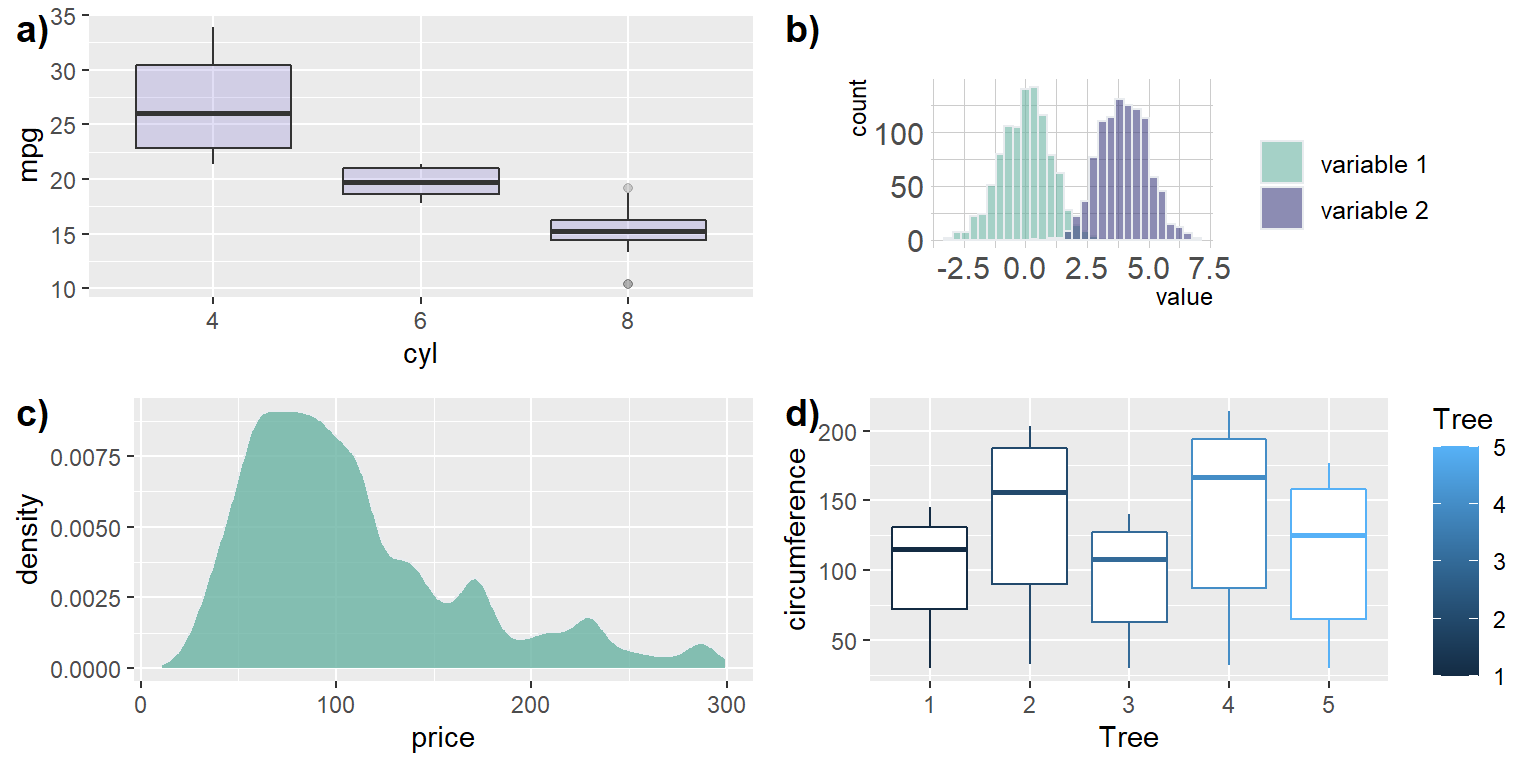 a)
mpg
35
30
25
20
15
10
4 6 8
cyl
b)
count
100
50
0
-2.5 0.0 2.5 5.0 7.5
value
variable 1
variable 2
c)
density
0.0075
0.0050
0.0025
0.0000
0 100 200 300
price
d)
circumference
200
150
100
50
1 2 3 4 5
Tree
Tree
5
4
3
2
1